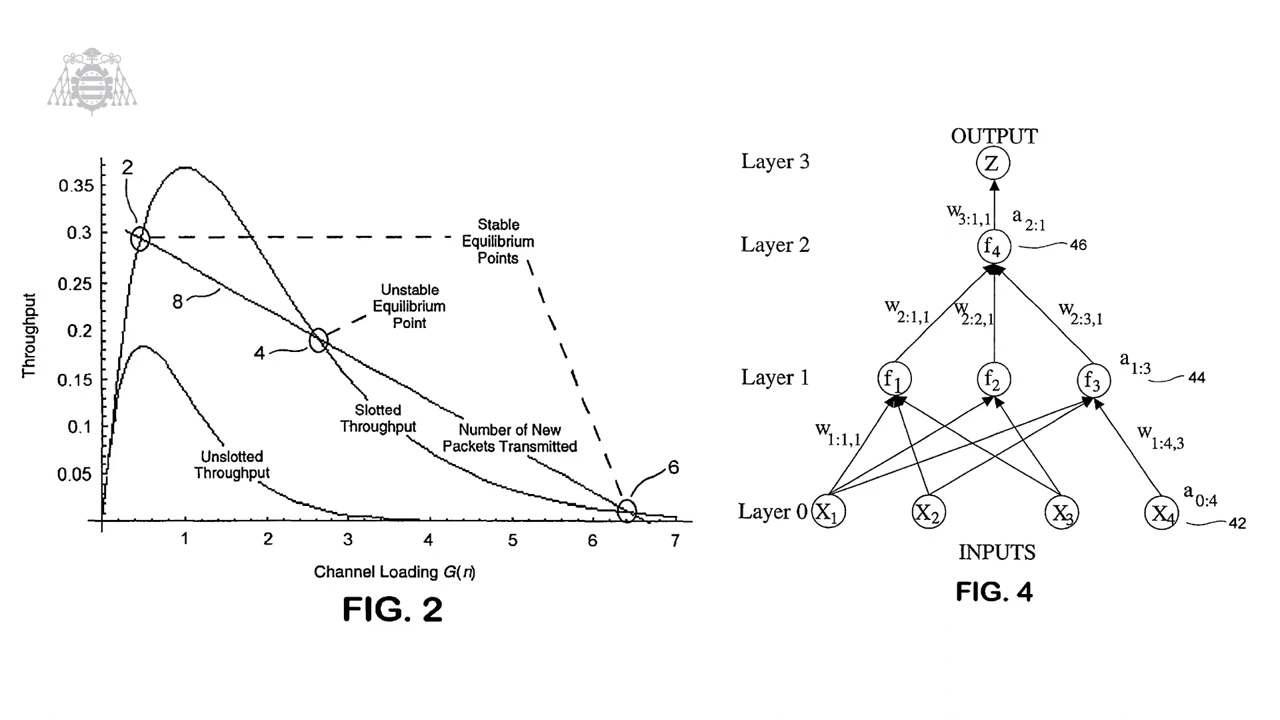 2
0.35
0.3
0.25
0.2
0.15
0.1
0.05
Throughput
8
4
6
Stable
Equilibrium
Points
Unstable
Equilibrium
Point
Slotted
Throughput
Number of New
Packets Transmitted
Unslotted
Throughput
1 2 3 4 5 6 7
Channel Loading G(n)
FIG. 2
OUTPUT
Layer 3
Z
w3:1,1 a2:1
Layer 2
f4
46
w2:1,1 w2:2,1 w2:3,1
Layer 1
f1 f2 f3
a1:3
44
w1:1,1 w1:4,3
Layer 0
X1 X2 X3 X4
a0:4
42
INPUTS
FIG. 4